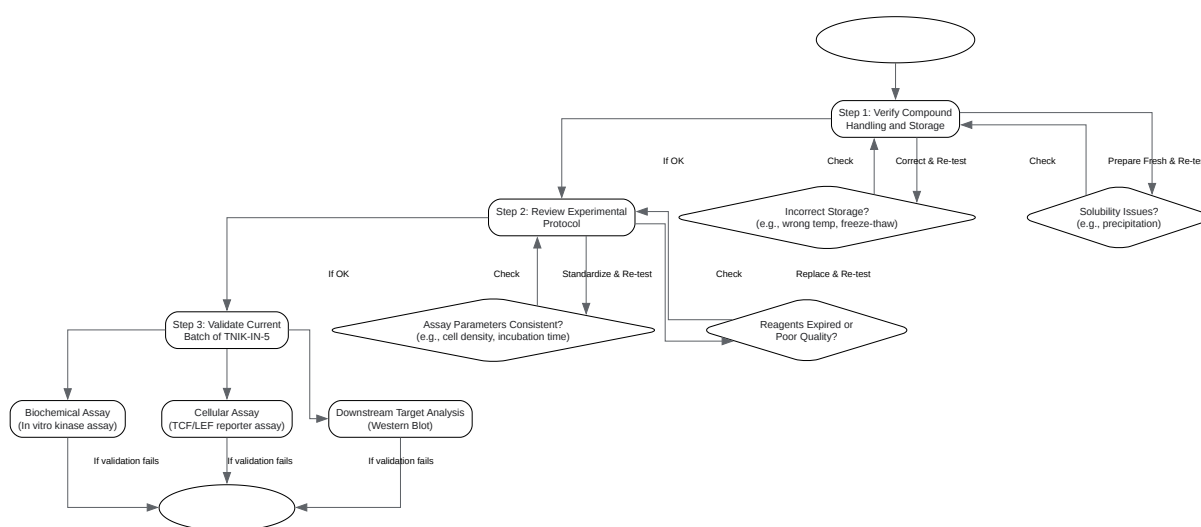 Step 1: Verify Compound
Handling and Storage
If OK
Check
Correct & Re-test
Check
Prepare Fresh & Re-te
Step 2: Review Experimental
Protocol
Incorrect Storage?
(e.g., wrong temp, freeze-thaw)
Solubility Issues?
(e.g., precipitation)
If OK
Check
Standardize & Re-test
Check
Replace & Re-test
Step 3: Validate Current
Batch of TNIK-IN-5
Assay Parameters Consistent?
(e.g., cell density, incubation time)
Reagents Expired or
Poor Quality?
Biochemical Assay
(In vitro kinase assay)
Cellular Assay
(TCF/LEF reporter assay)
Downstream Target Analysis
(Western Blot)
If validation fails
If validation fails
If validation fails